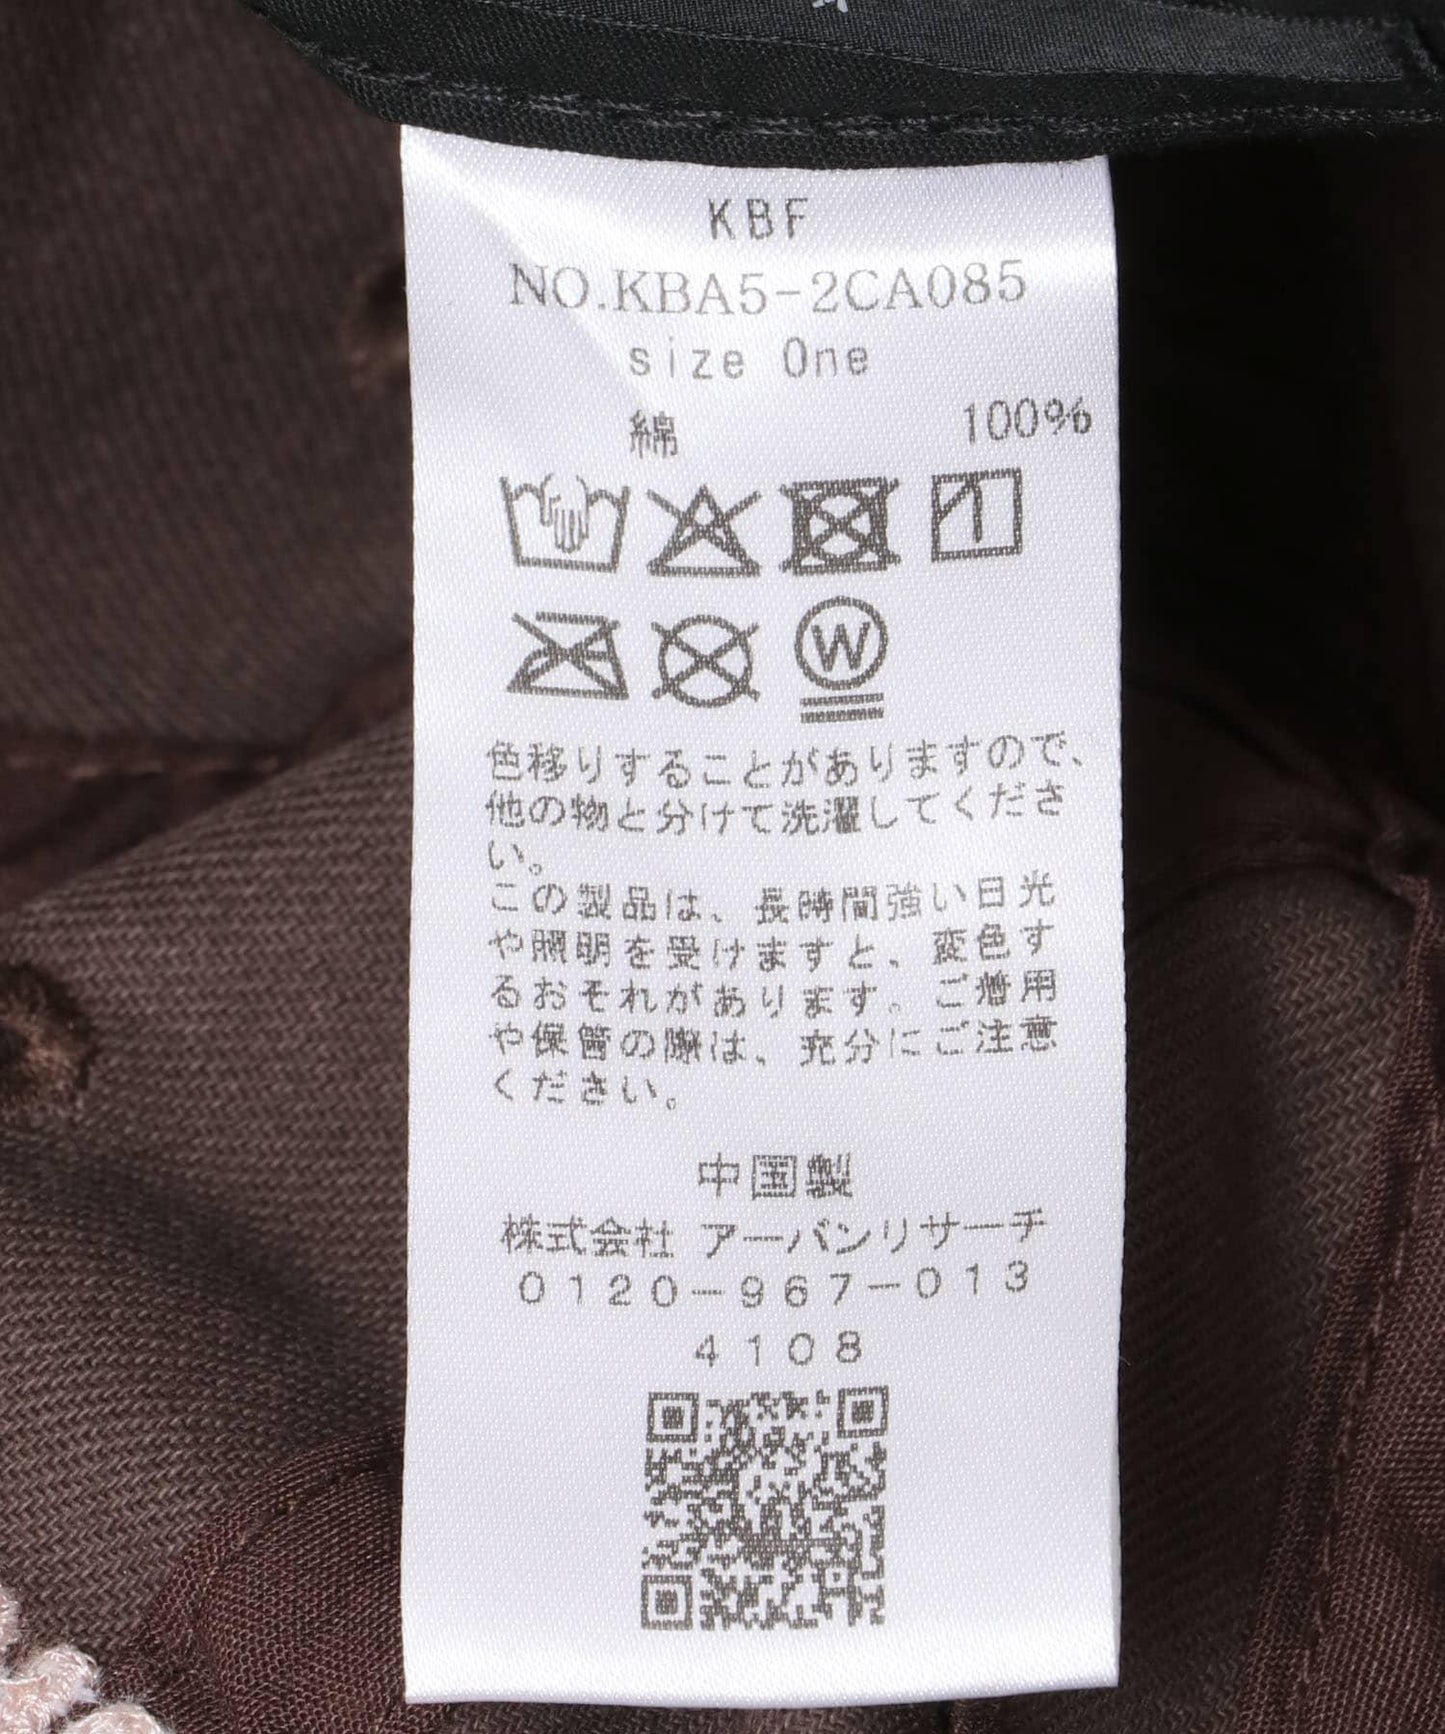 KBF
NO.KBA5-2CA085
size One
綿 100%
W
色移りすることがありますので、
他の物と分けて洗濯してくださ
い。
この製品は、長時間強い日光
や照明を受けますと、変色す
るおそれがあります。ご着用
や保管の際は、充分にご注意
ください。
中国製
株式会社 アーバンリサーチ
0120-967-013
4108